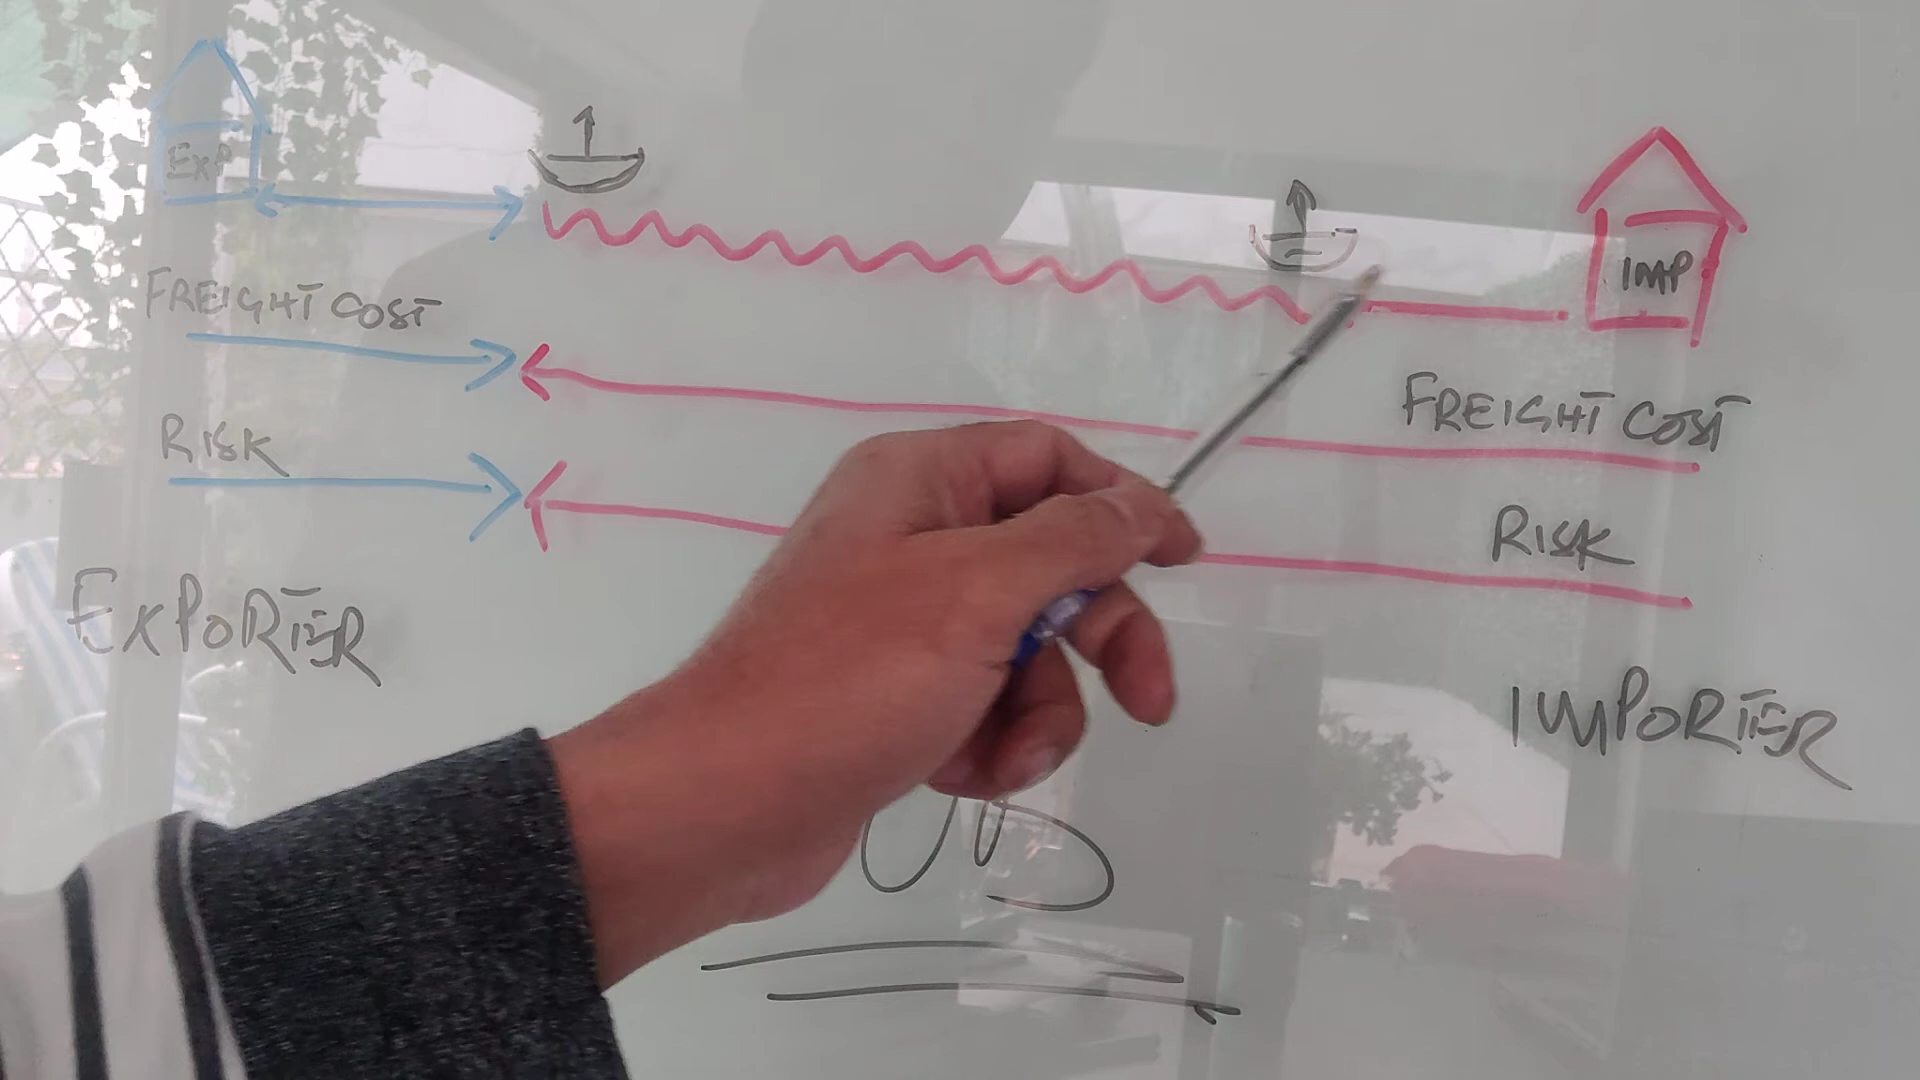 EXP
IMP
FREIGHT COST
FREIGHT COST
RISK
RISK
EXPORTER
IMPORTER